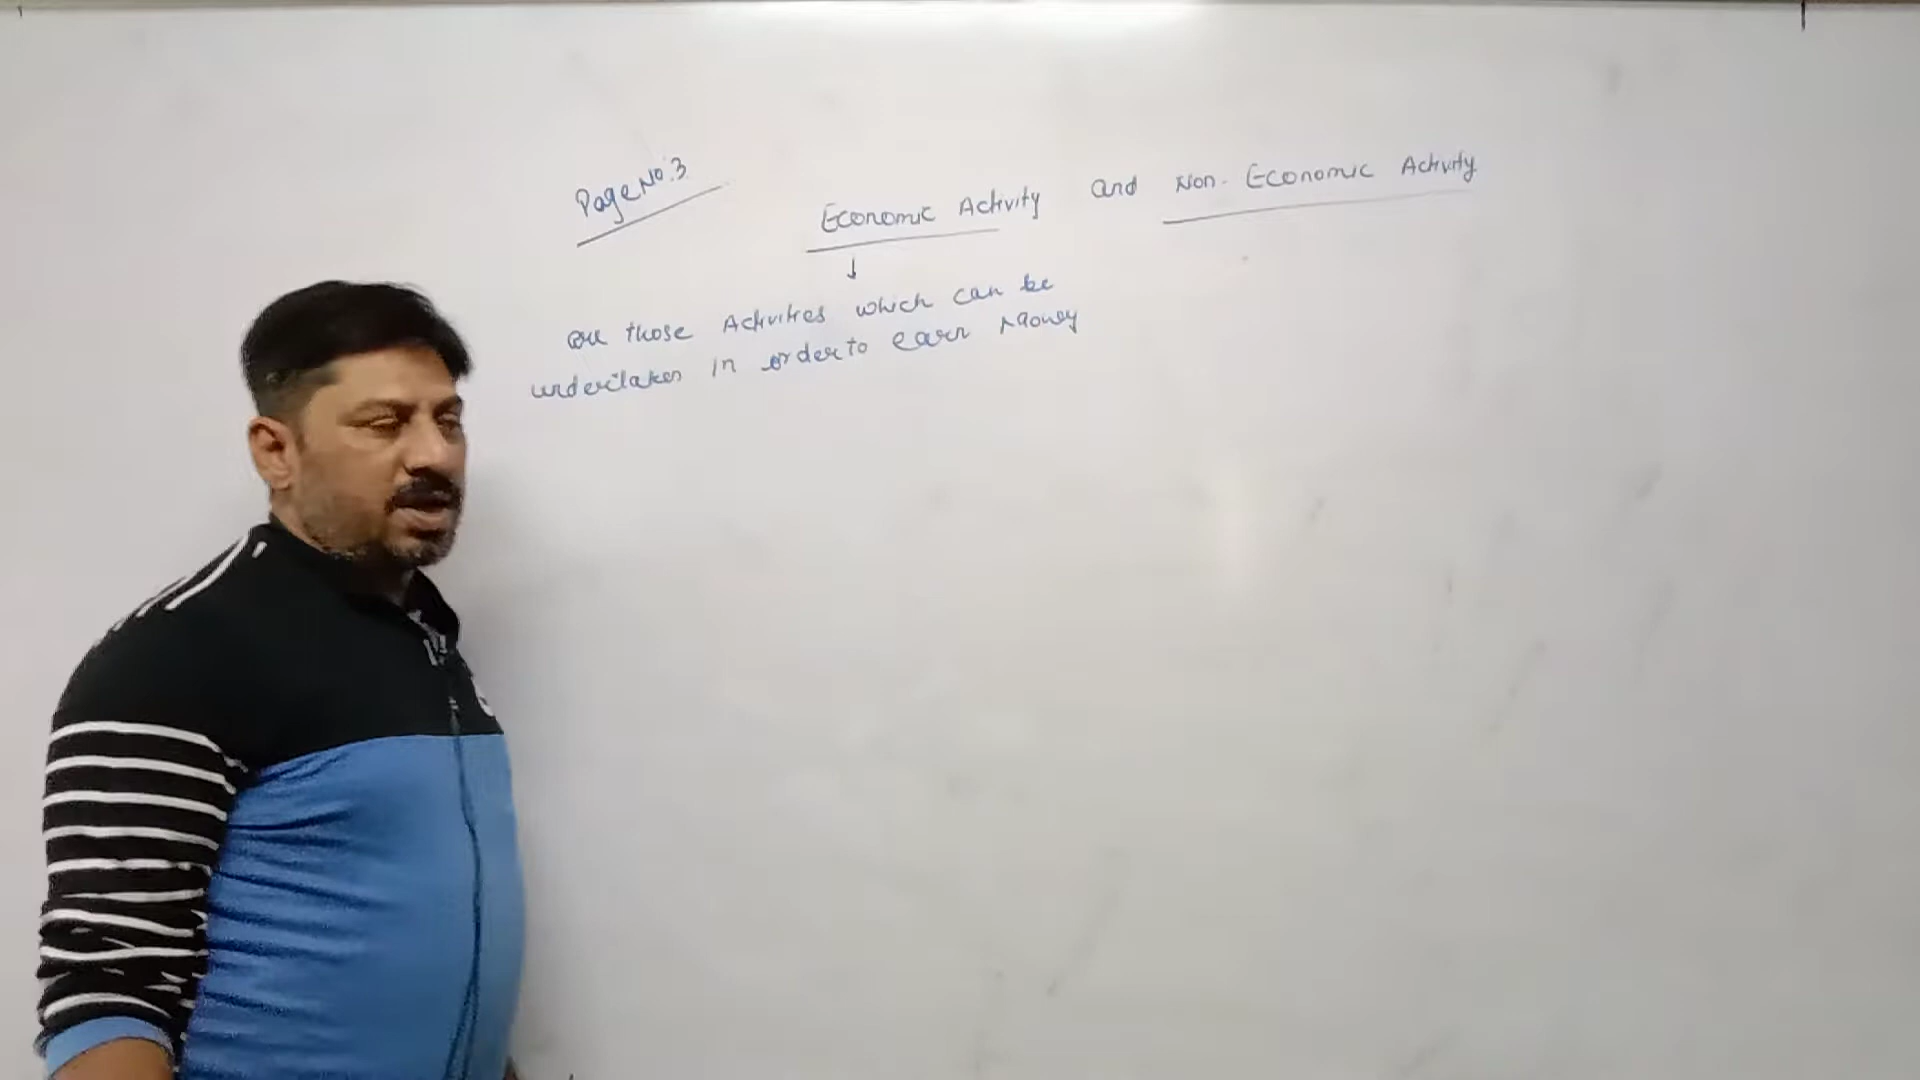 Page No. 3
Economic Activity and Non-Economic Activity
↓
are those Activities which can be
undertaken in order to earn Money